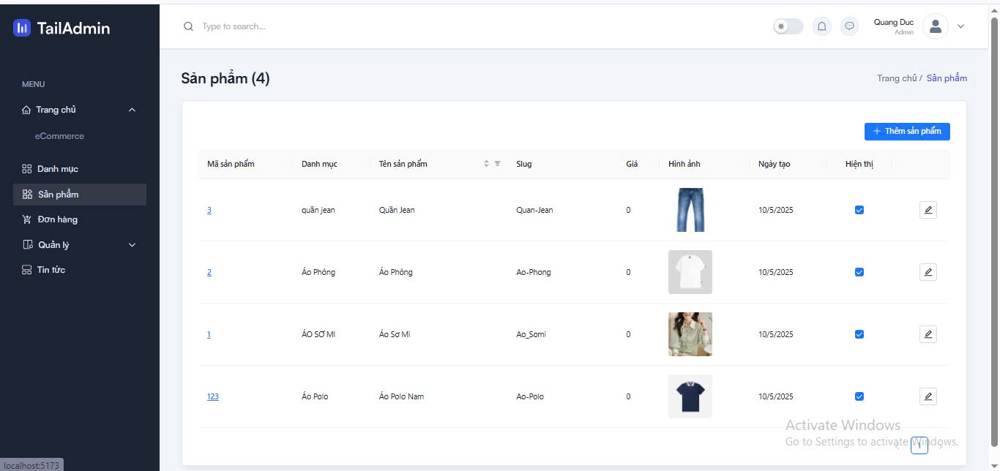 TailAdmin
Type to search...
Quang Duc
Admin
MENU
Trang chủ
eCommerce
Danh mục
Sản phẩm
Đơn hàng
Quản lý
Tin tức
Sản phẩm (4)
Trang chủ / Sản phẩm
Thêm sản phẩm
Mã sản phẩm Danh mục Tên sản phẩm Slug Giá Hình ảnh Ngày tạo Hiện thị
3 quần jean Quần Jean Quan-Jean 0 10/5/2025
2 Áo Phông Áo Phông Ao-Phong 0 10/5/2025
1 ÁO SƠ MI Áo Sơ Mi Ao_Somi 0 10/5/2025
123 Áo Polo Áo Polo Nam Ao-Polo 0 10/5/2025
Activate Windows
Go to Settings to activate Windows.
1
localhost:5173